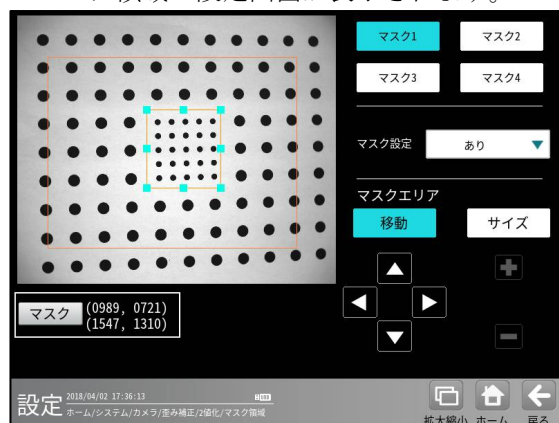 マスク1
マスク2
マスク3
マスク4
マスク設定
あり
マスクエリア
移動
サイズ
マスク
(0989, 0721)
(1547, 1310)
設定
2018/04/02 17:36:13
ホーム/システム/カメラ/歪み補正/2値化/マスク領域
拡大縮小
ホーム
戻る